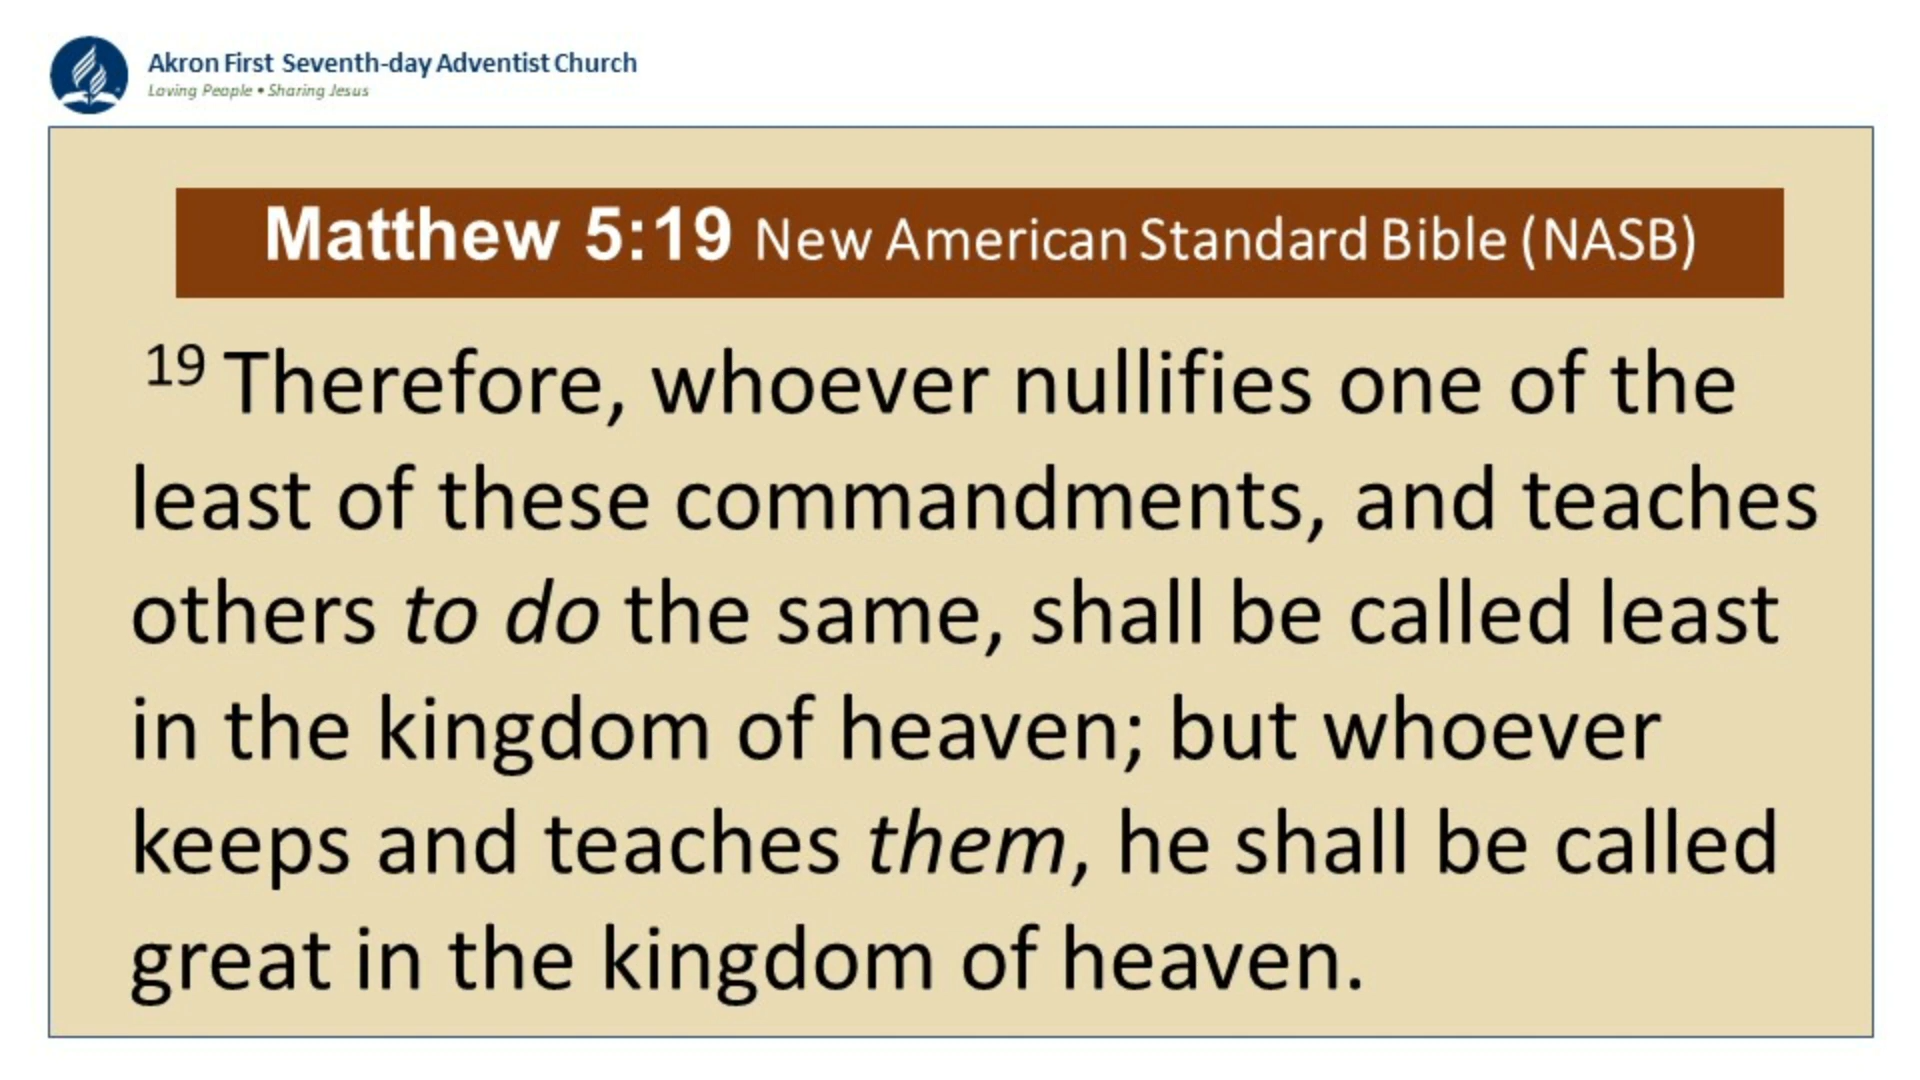 Akron First Seventh-day Adventist Church
Loving People • Sharing Jesus
Matthew 5:19 New American Standard Bible (NASB)
19 Therefore, whoever nullifies one of the
least of these commandments, and teaches
others to do the same, shall be called least
in the kingdom of heaven; but whoever
keeps and teaches them, he shall be called
great in the kingdom of heaven.